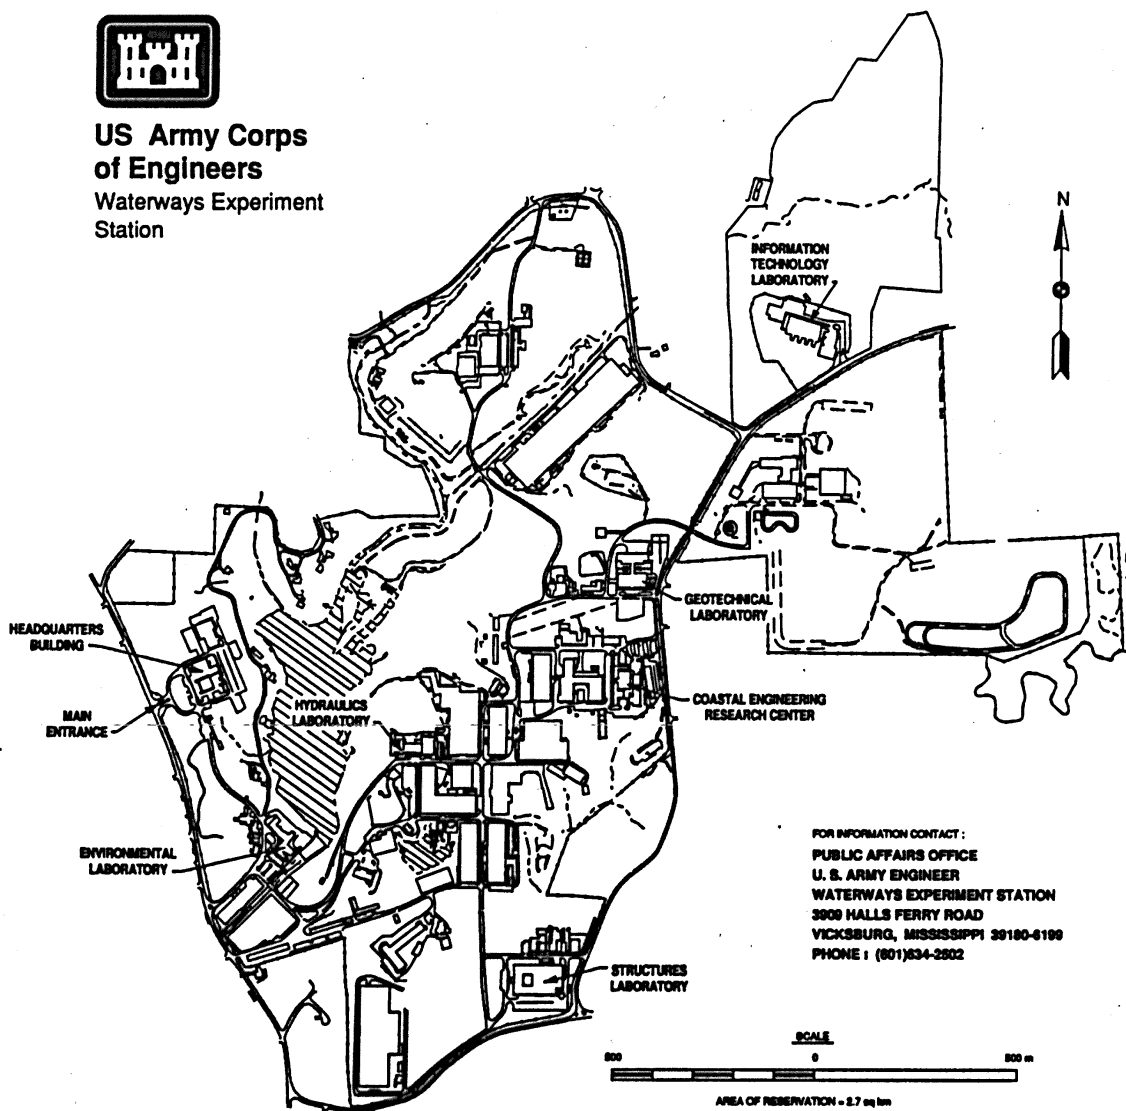 US Army Corps
of Engineers
Waterways Experiment
Station
N
INFORMATION
TECHNOLOGY
LABORATORY
GEOTECHNICAL
LABORATORY
HEADQUARTERS
BUILDING
MAIN
ENTRANCE
HYDRAULICS
LABORATORY
COASTAL ENGINEERING
RESEARCH CENTER
ENVIRONMENTAL
LABORATORY
STRUCTURES
LABORATORY
FOR INFORMATION CONTACT :
PUBLIC AFFAIRS OFFICE
U. S. ARMY ENGINEER
WATERWAYS EXPERIMENT STATION
3909 HALLS FERRY ROAD
VICKSBURG, MISSISSIPPI 39180-6199
PHONE : (601)634-2502
SCALE
500 0 500 m
AREA OF RESERVATION = 2.7 sq km